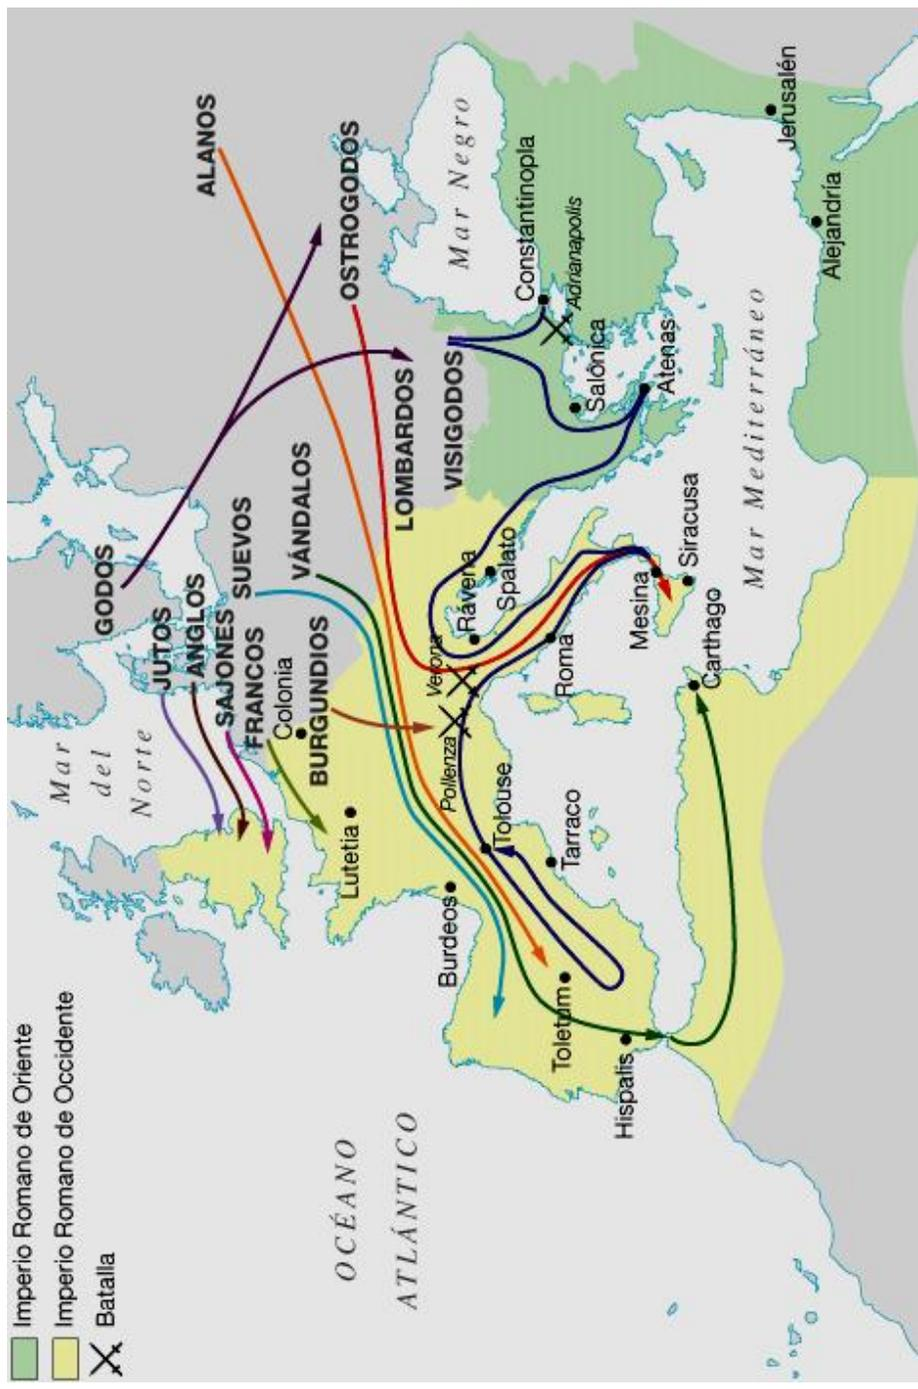 Imperio Romano de Oriente
Imperio Romano de Occidente
Batalla
Mar
del
Norte
JUTOS
GODOS
ANGLOS
SAJONES
SUEVOS
FRANCOS
Colonia
BURGUNDIOS
VÁNDALOS
ALANOS
OSTROGODOS
LOMBARDOS
VISIGODOS
OCÉANO
ATLÁNTICO
Lutetia
Burdeos
Pollenza
Verona
Rávena
Spalato
Mar Negro
Constantinopla
Adrianapolis
Tolouse
Salónica
Toletum
Tarraco
Roma
Atenas
Hispalis
Mesina
Siracusa
Carthago
Mar Mediterráneo
Jerusalén
Alejandría